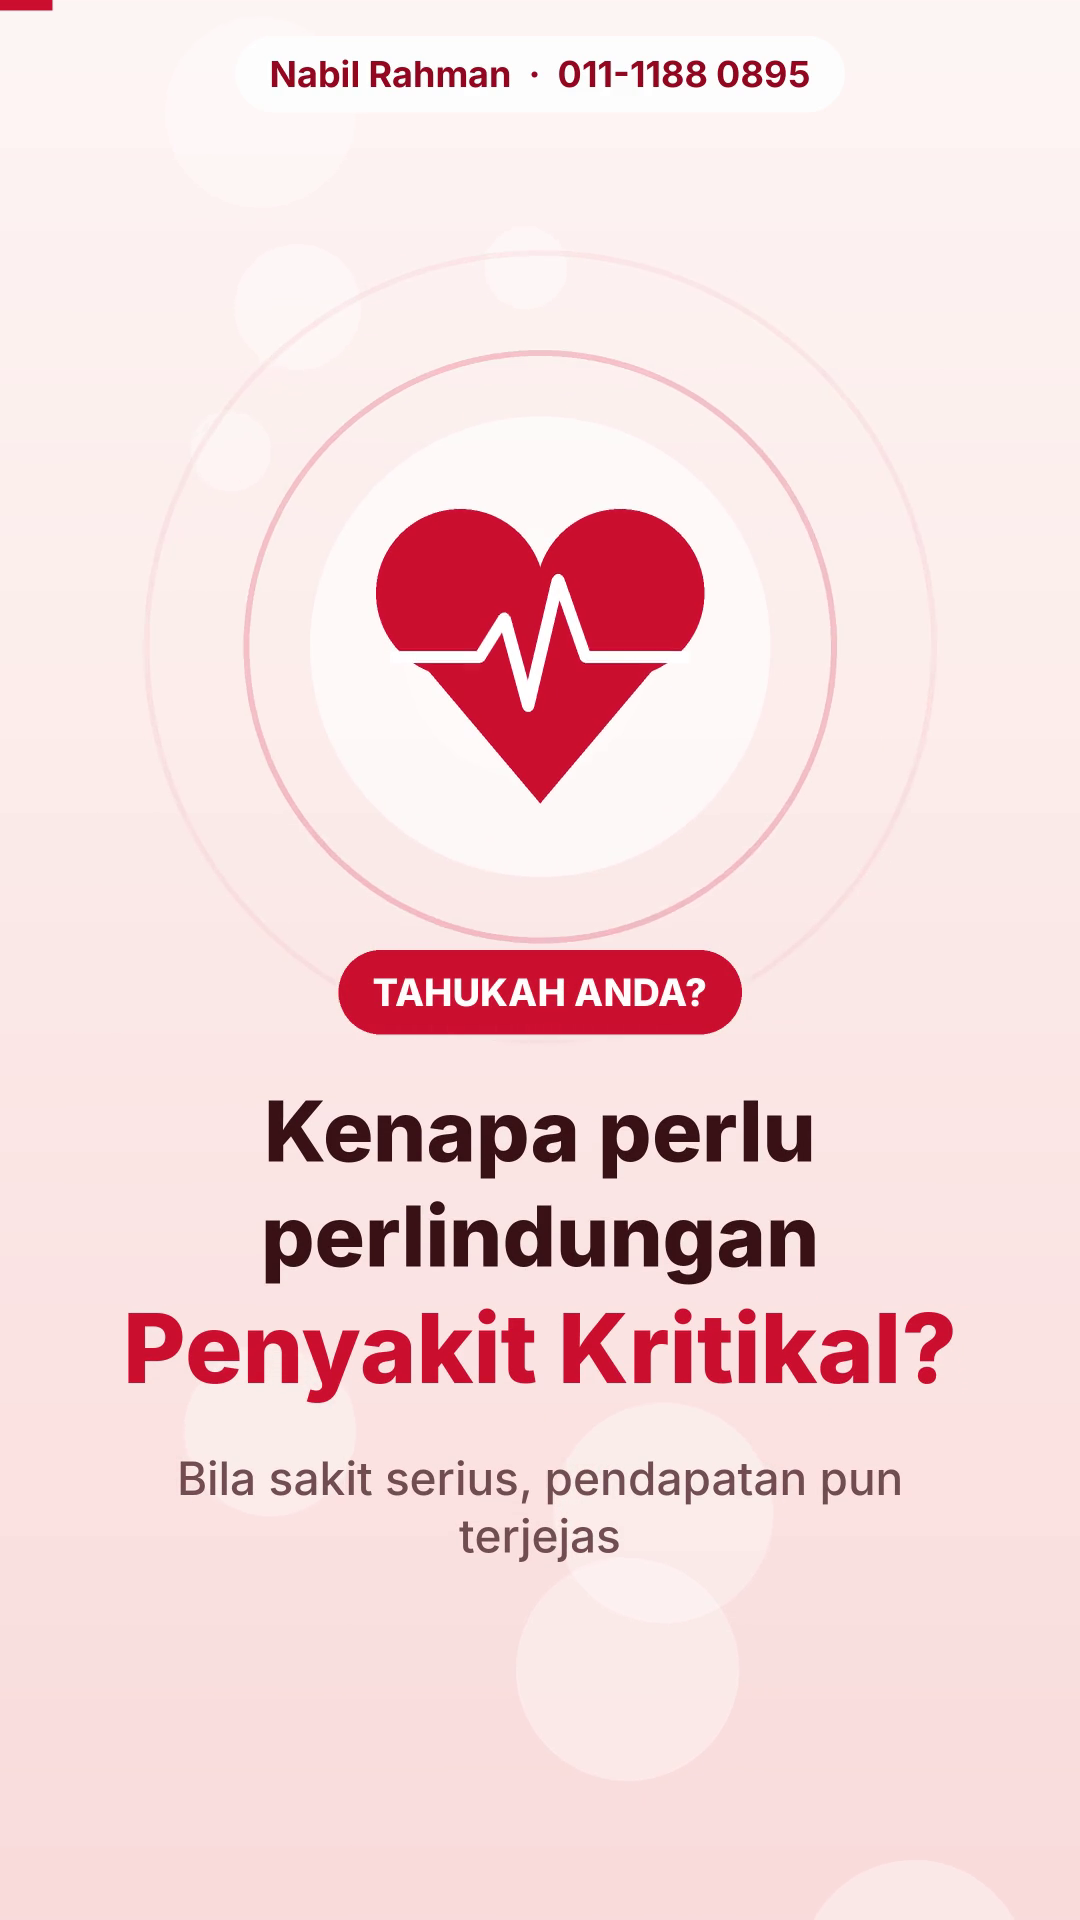 Nabil Rahman · 011-1188 0895
TAHUKAH ANDA?
Kenapa perlu
perlindungan
Penyakit Kritikal?
Bila sakit serius, pendapatan pun
terjejas